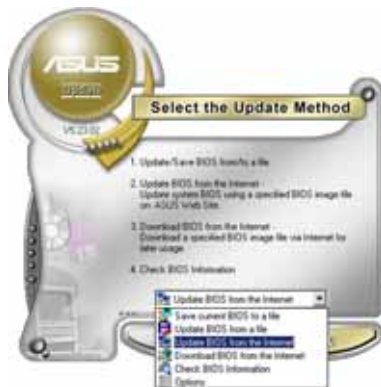 ASUS
Update
Select the Update Method
1. Update/Save BIOS from/to a file
2. Update BIOS from the Internet -
Update system BIOS using a specified BIOS image file
on ASUS Web Site.
3. Download BIOS from the Internet -
Download a specified BIOS image file via Internet for
later usage.
4. Check BIOS Information
Update BIOS from the Internet
Save current BIOS to a file
Update BIOS from a file
Update BIOS from the Internet
Download BIOS from the Internet
Check BIOS Information
Options